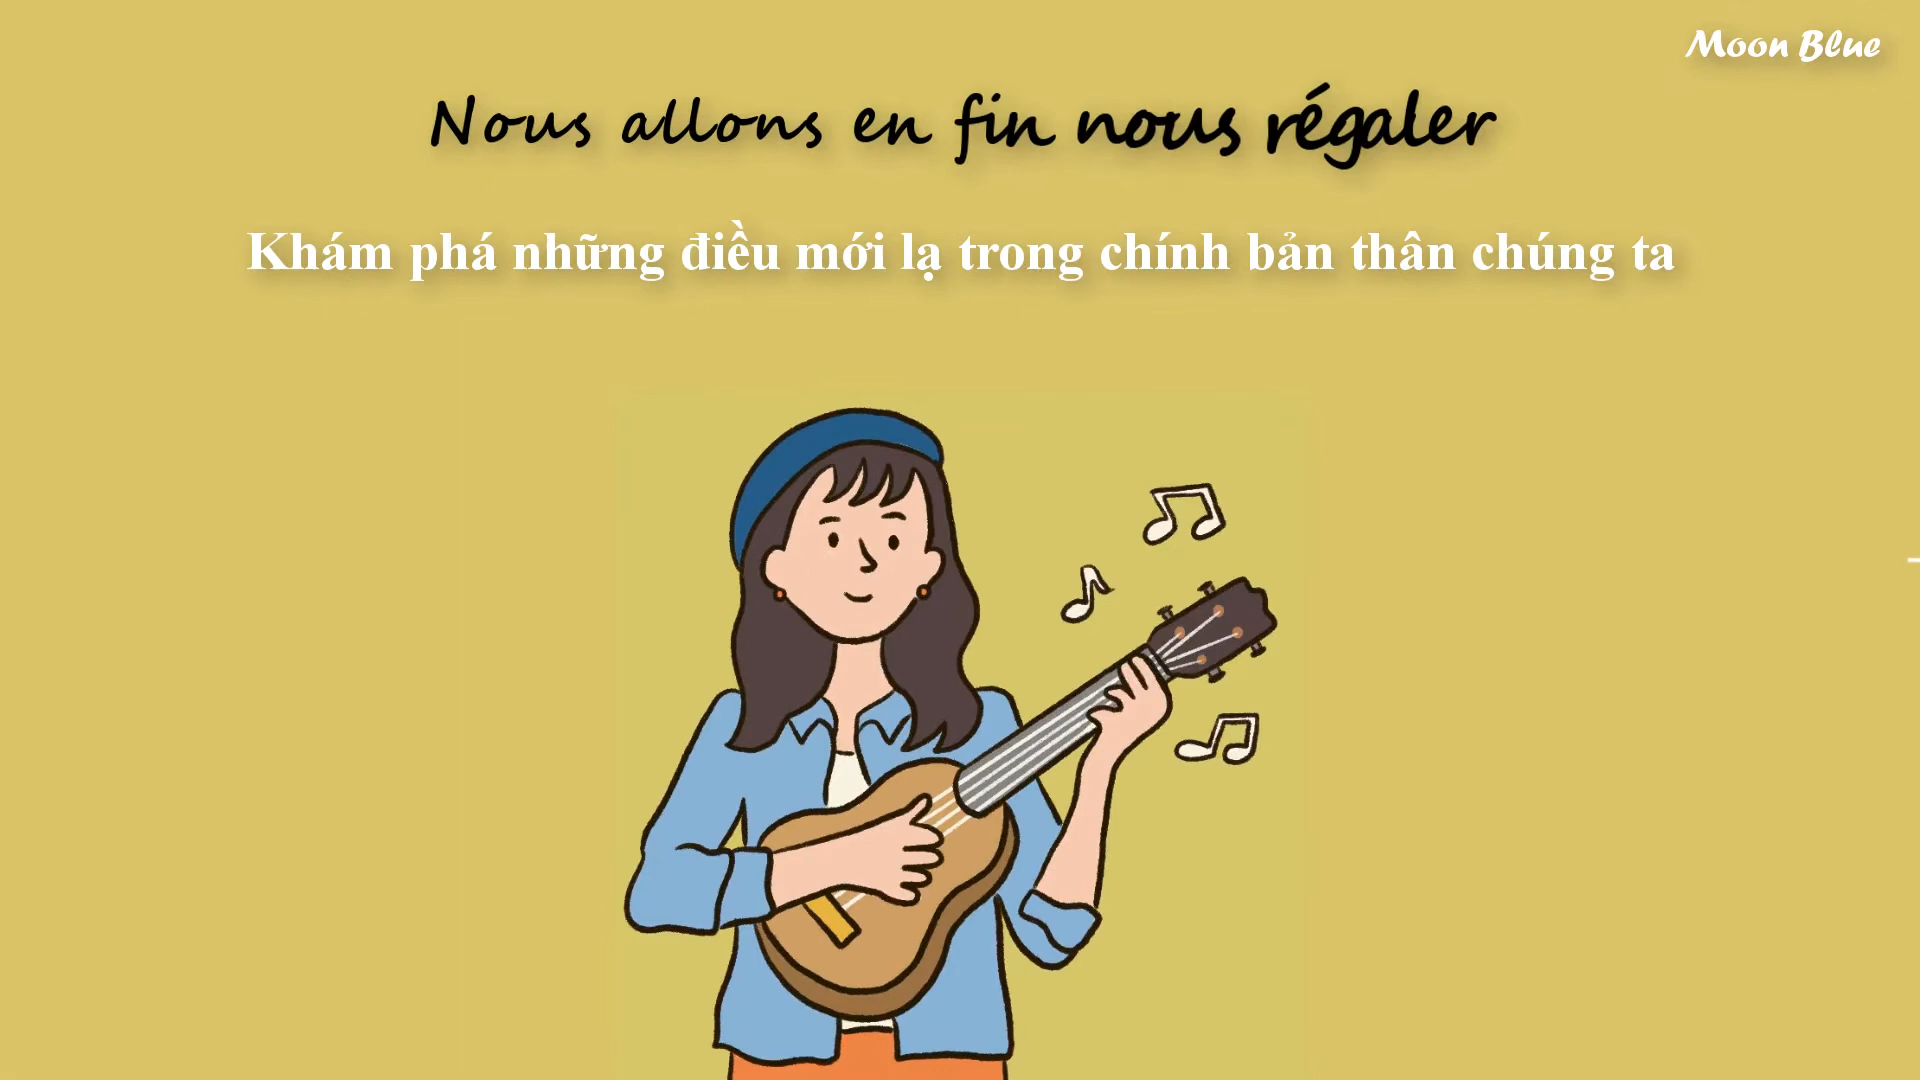 Moon Blue
Nous allons en fin nous régaler
Khám phá những điều mới lạ trong chính bản thân chúng ta